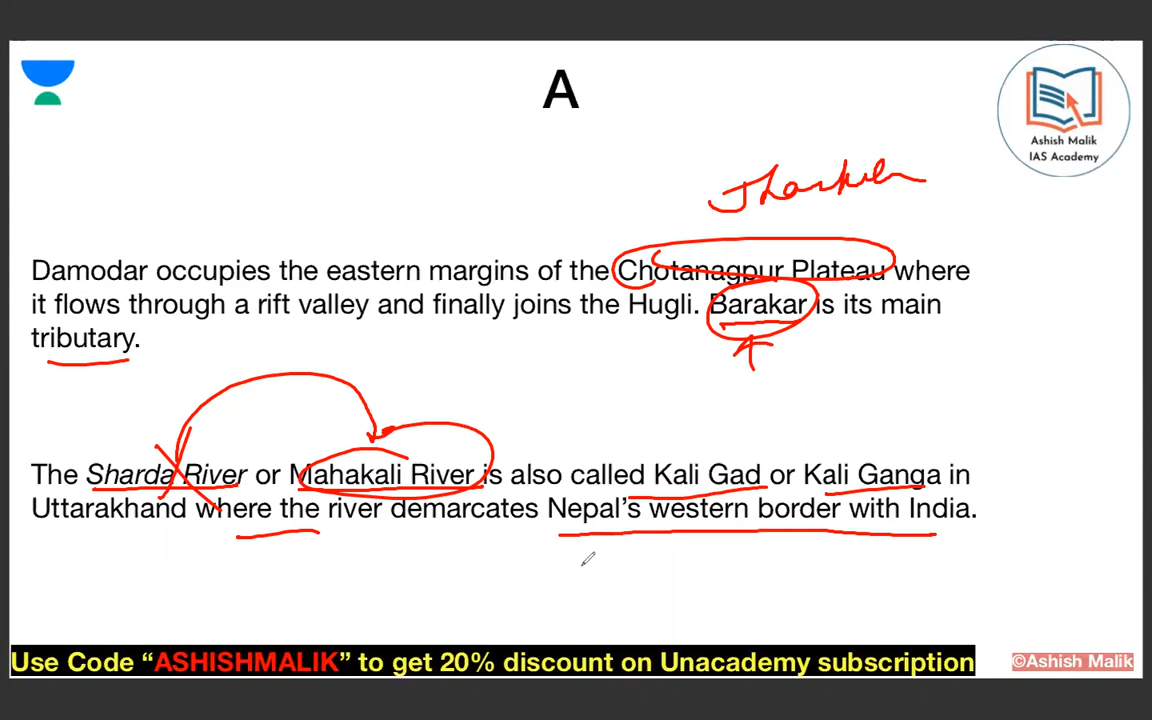 A
Ashish Malik
IAS Academy
Damodar occupies the eastern margins of the Chotanagpur Plateau where
it flows through a rift valley and finally joins the Hugli. Barakar is its main
tributary.
The Sharda River or Mahakali River is also called Kali Gad or Kali Ganga in
Uttarakhand where the river demarcates Nepal's western border with India.
Use Code “ASHISHMALIK” to get 20% discount on Unacademy subscription
©Ashish Malik